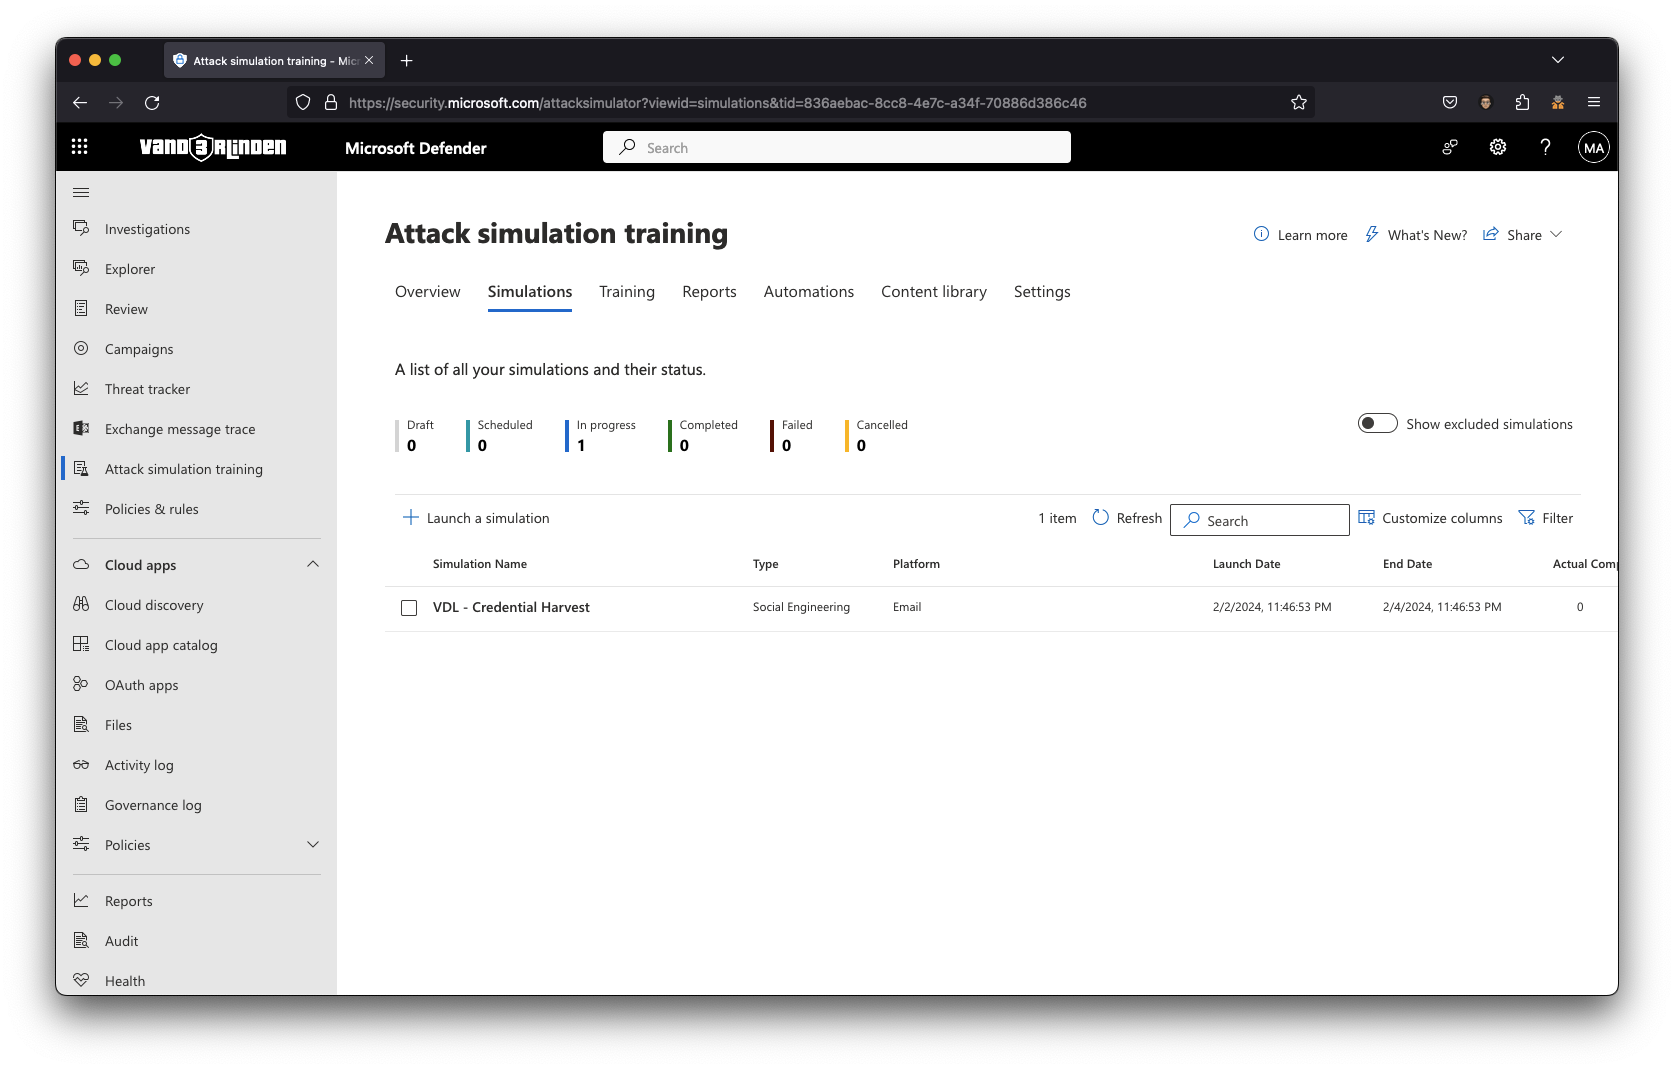 Attack simulation training - Micr
https://security.microsoft.com/attacksimulator?viewid=simulations&tid=836aebac-8cc8-4e7c-a34f-70886d386c46
VAND3RLINDEN
Microsoft Defender
Search
MA
Investigations
Explorer
Review
Campaigns
Threat tracker
Exchange message trace
Attack simulation training
Policies & rules
Cloud apps
Cloud discovery
Cloud app catalog
OAuth apps
Files
Activity log
Governance log
Policies
Reports
Audit
Health
Attack simulation training
Learn more What's New? Share
Overview Simulations Training Reports Automations Content library Settings
A list of all your simulations and their status.
Draft Scheduled In progress Completed Failed Cancelled
0 0 1 0 0 0
Show excluded simulations
Launch a simulation 1 item Refresh Search Customize columns Filter
Simulation Name Type Platform Launch Date End Date Actual Comp
VDL - Credential Harvest Social Engineering Email 2/2/2024, 11:46:53 PM 2/4/2024, 11:46:53 PM 0